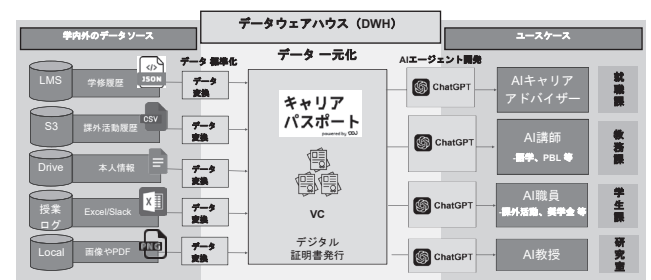 データウェアハウス（DWH）
学内外のデータソース
ユースケース
データ 標準化
データ 一元化
AIエージェント開発
LMS
学修履歴
</>
JSON
データ
変換
ChatGPT
AIキャリア
アドバイザー
就職課
S3
課外活動履歴
CSV
データ
変換
キャリア
パスポート
powered by
ChatGPT
AI講師
-語学、PBL 等
教務課
Drive
本人情報
データ
変換
授業
ログ
Excel/Slack
X
データ
変換
VC
ChatGPT
AI職員
-課外活動、奨学金 等
学生課
Local
画像やPDF
PNG
データ
変換
デジタル
証明書発行
ChatGPT
AI教授
研究室